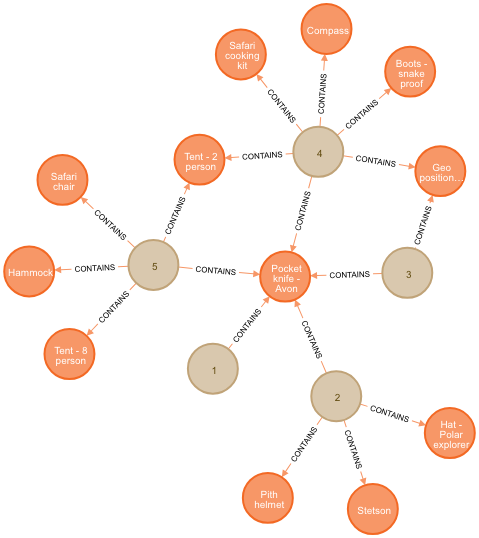 Compass
Safari
cooking
kit
Boots -
snake
proof
CONTAINS
CONTAINS
CONTAINS
Tent - 2
person
CONTAINS
4
CONTAINS
Geo
position...
Safari
chair
CONTAINS
CONTAINS
CONTAINS
CONTAINS
CONTAINS
Hammock
CONTAINS
5
CONTAINS
Pocket
knife -
Avon
CONTAINS
3
CONTAINS
CONTAINS
CONTAINS
Tent - 8
person
1
2
CONTAINS
Hat -
Polar
explorer
CONTAINS
CONTAINS
Pith
helmet
Stetson